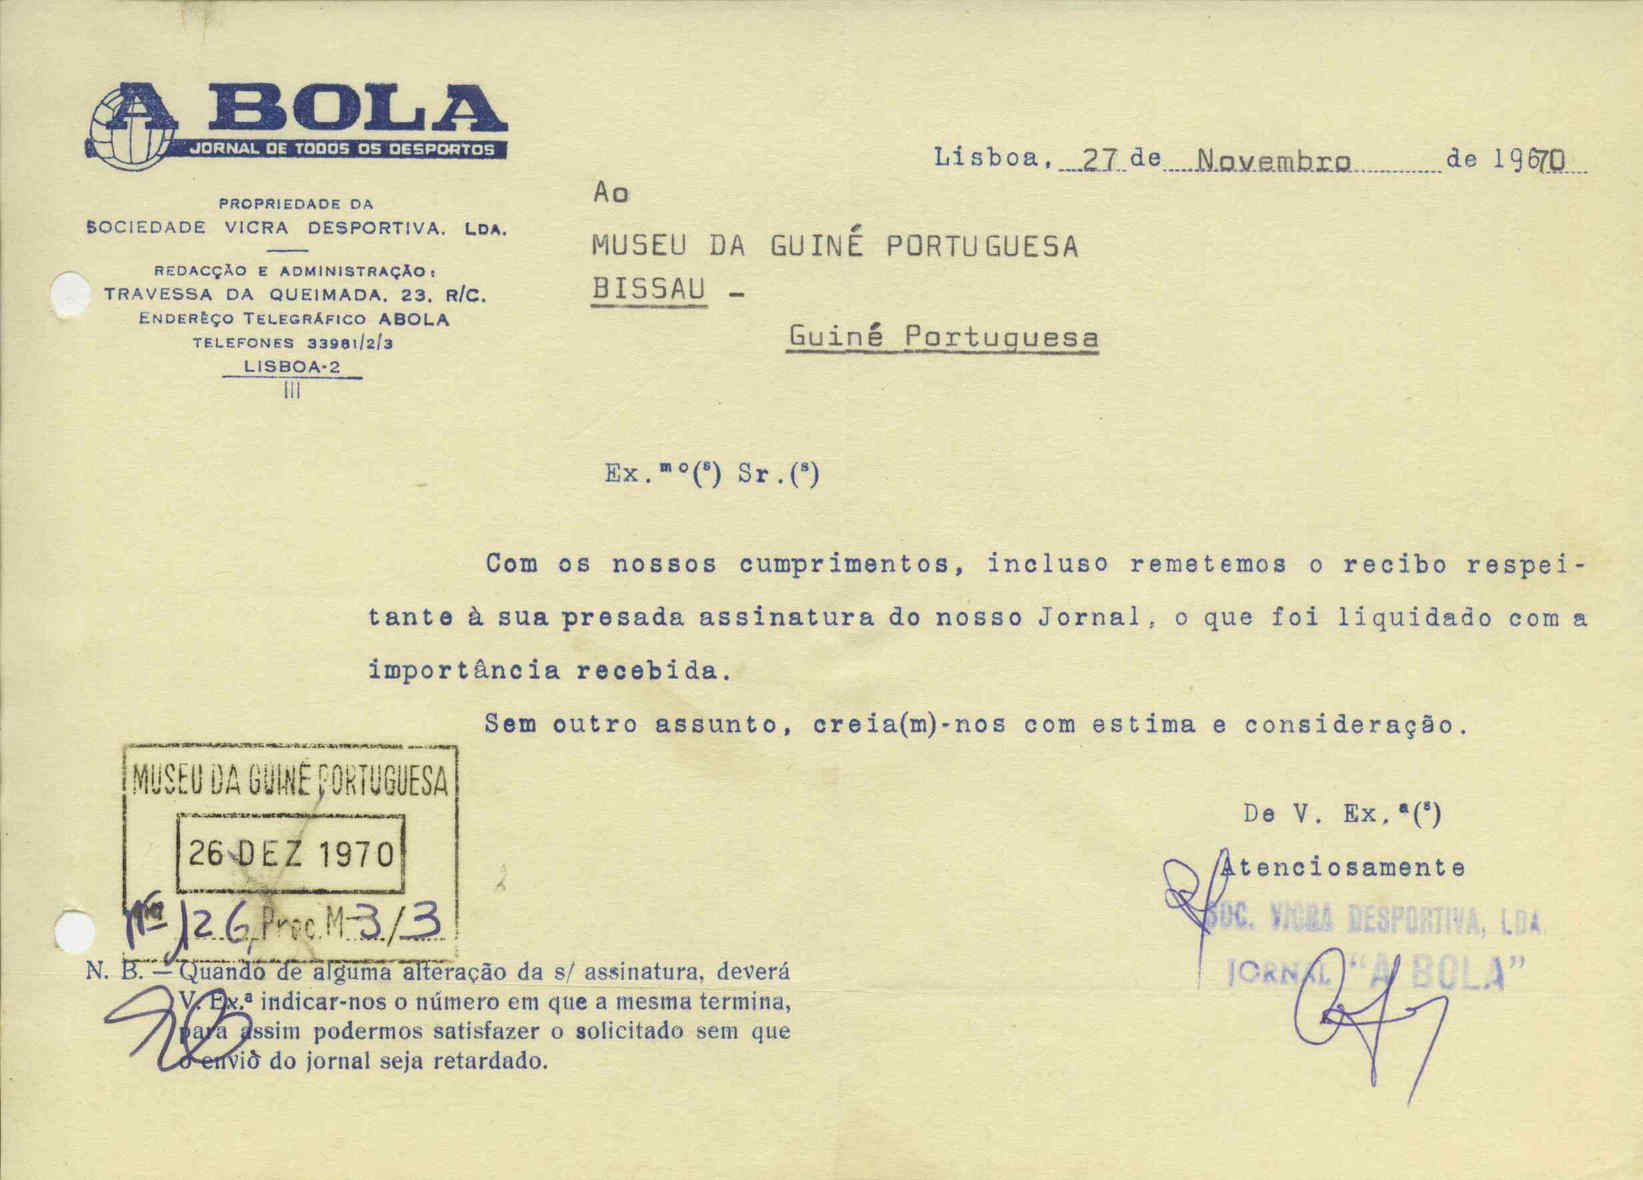 A BOLA
JORNAL DE TODOS OS DESPORTOS
PROPRIEDADE DA
SOCIEDADE VICRA DESPORTIVA, LDA.
REDACÇÃO E ADMINISTRAÇÃO:
TRAVESSA DA QUEIMADA, 23, R/C.
ENDERÊÇO TELEGRÁFICO ABOLA
TELEFONES 33981/2/3
LISBOA-2
Lisboa, 27 de Novembro de 19670
Ao
MUSEU DA GUINÉ PORTUGUESA
BISSAU -
Guiné Portuguesa
Ex.mo(s) Sr.(s)
Com os nossos cumprimentos, incluso remetemos o recibo respei-
tante à sua presada assinatura do nosso Jornal, o que foi liquidado com a
importância recebida.
Sem outro assunto, creia(m)-nos com estima e consideração.
De V. Ex.a(s)
Atenciosamente
SOC. VICRA DESPORTIVA, LDA
JORNAL "A BOLA"
MUSEU DA GUINÉ PORTUGUESA
26 DEZ 1970
Nº 126, Proc. M-3/3
N. B. — Quando de alguma alteração da s/ assinatura, deverá
V. Ex.ª indicar-nos o número em que a mesma termina,
para assim podermos satisfazer o solicitado sem que
o envio do jornal seja retardado.